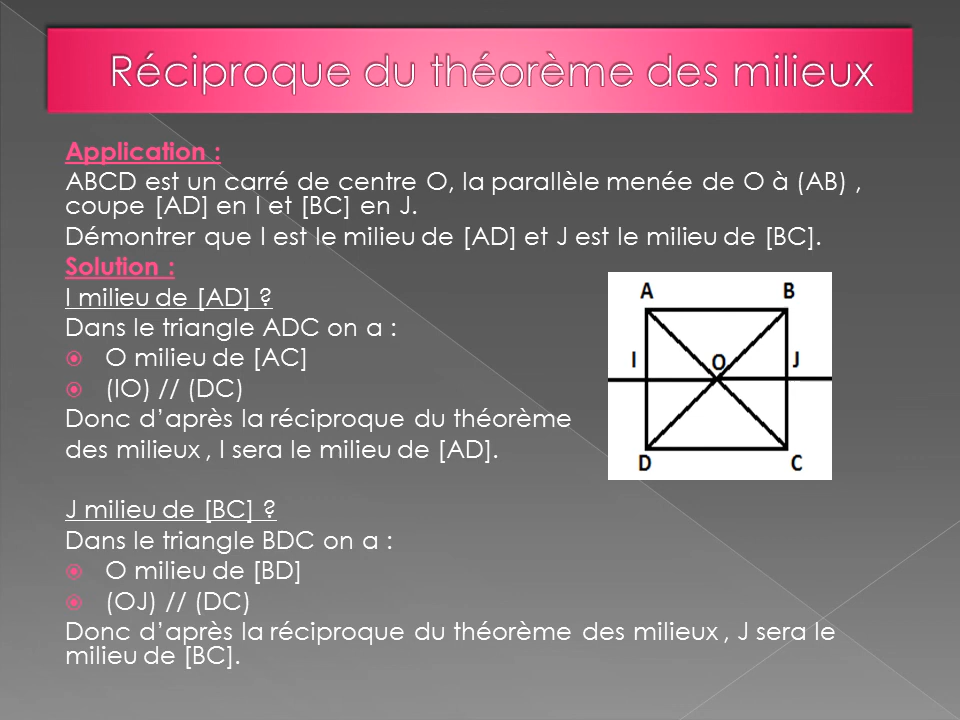 Réciproque du théorème des milieux
Application :
ABCD est un carré de centre O, la parallèle menée de O à (AB) ,
coupe [AD] en I et [BC] en J.
Démontrer que I est le milieu de [AD] et J est le milieu de [BC].
Solution :
I milieu de [AD] ?
Dans le triangle ADC on a :
O milieu de [AC]
(IO) // (DC)
Donc d’après la réciproque du théorème
des milieux , I sera le milieu de [AD].
A B
I O J
D C
J milieu de [BC] ?
Dans le triangle BDC on a :
O milieu de [BD]
(OJ) // (DC)
Donc d’après la réciproque du théorème des milieux , J sera le
milieu de [BC].